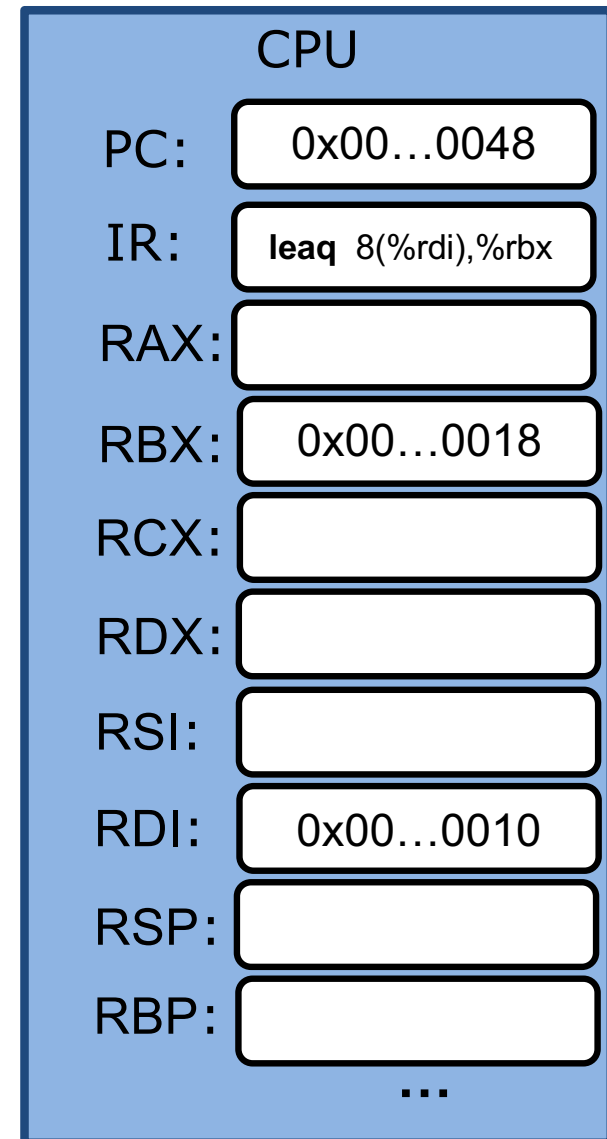 CPU
PC: 0x00…0048
IR: leaq 8(%rdi),%rbx
RAX:
RBX: 0x00…0018
RCX:
RDX:
RSI:
RDI: 0x00…0010
RSP:
RBP:
…